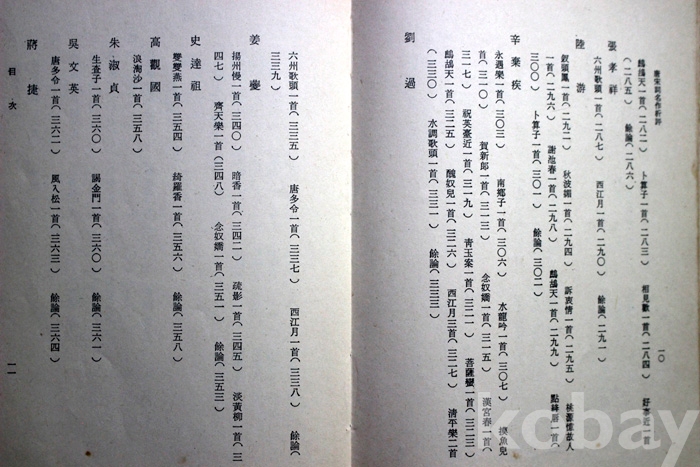 唐宋詞名作析評
一〇
鷓鴣天一首(二八二) 卜算子一首(二八三) 相見歡一首(二八四) 好事近一首
(二八五) 餘論(二八六)
張孝祥
六州歌頭一首(二八七) 西江月一首(二九〇) 餘論(二九一)
陸游
釵頭鳳一首(二九二) 秋波媚一首(二九四) 訴衷情一首(二九五) 桃源憶故人
一首(二九六) 謝池春一首(二九八) 鷓鴣天一首(二九九) 點絳唇一首
(三〇〇) 卜算子一首(三〇一) 餘論(三〇二)
辛棄疾
永遇樂一首(三〇三) 南鄉子一首(三〇六) 水龍吟一首(三〇七) 摸魚兒
一首(三一〇) 賀新郎一首(三一三) 念奴嬌一首(三一五) 漢宮春一首
(三一七) 祝英臺近一首(三一九) 青玉案一首(三二一) 菩薩蠻一首(三二三)
鷓鴣天一首(三二五) 醜奴兒一首(三二六) 西江月三首(三二七) 清平樂一首
(三三〇) 水調歌頭一首(三三一) 餘論(三三三)
劉過
六州歌頭一首(三三五) 唐多令一首(三三七) 西江月一首(三三八) 餘論(
三三九)
姜夔
揚州慢一首(三四〇) 暗香一首(三四二) 疏影一首(三四五) 淡黃柳一首(三
四七) 齊天樂一首(三四八) 念奴嬌一首(三五一) 餘論(三五三)
史達祖
雙雙燕一首(三五四) 綺羅香一首(三五六) 餘論(三五八)
高觀國
浪淘沙一首(三五八)
朱淑貞
生查子一首(三六〇) 謁金門一首(三六〇) 餘論(三六一)
吳文英
唐多令一首(三六二) 風入松一首(三六三) 餘論(三六四)
蔣捷
目次
一一
xcbay